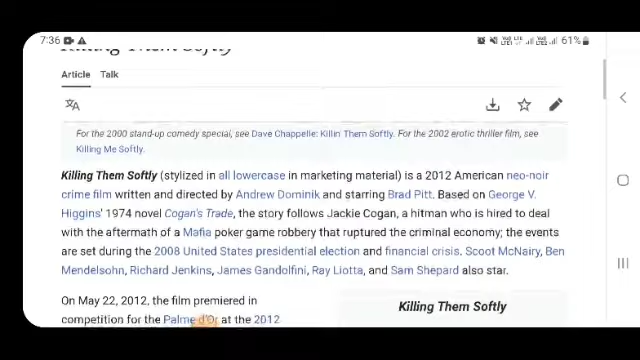 7:36 61%
Killing Them Softly
Article Talk
For the 2000 stand-up comedy special, see Dave Chappelle: Killin Them Softly. For the 2002 erotic thriller film, see
Killing Me Softly.
Killing Them Softly (stylized in all lowercase in marketing material) is a 2012 American neo-noir
crime film written and directed by Andrew Dominik and starring Brad Pitt. Based on George V.
Higgins' 1974 novel Cogan's Trade, the story follows Jackie Cogan, a hitman who is hired to deal
with the aftermath of a Mafia poker game robbery that ruptured the criminal economy; the events
are set during the 2008 United States presidential election and financial crisis. Scoot McNairy, Ben
Mendelsohn, Richard Jenkins, James Gandolfini, Ray Liotta, and Sam Shepard also star.
On May 22, 2012, the film premiered in
competition for the Palme d'Or at the 2012
Killing Them Softly